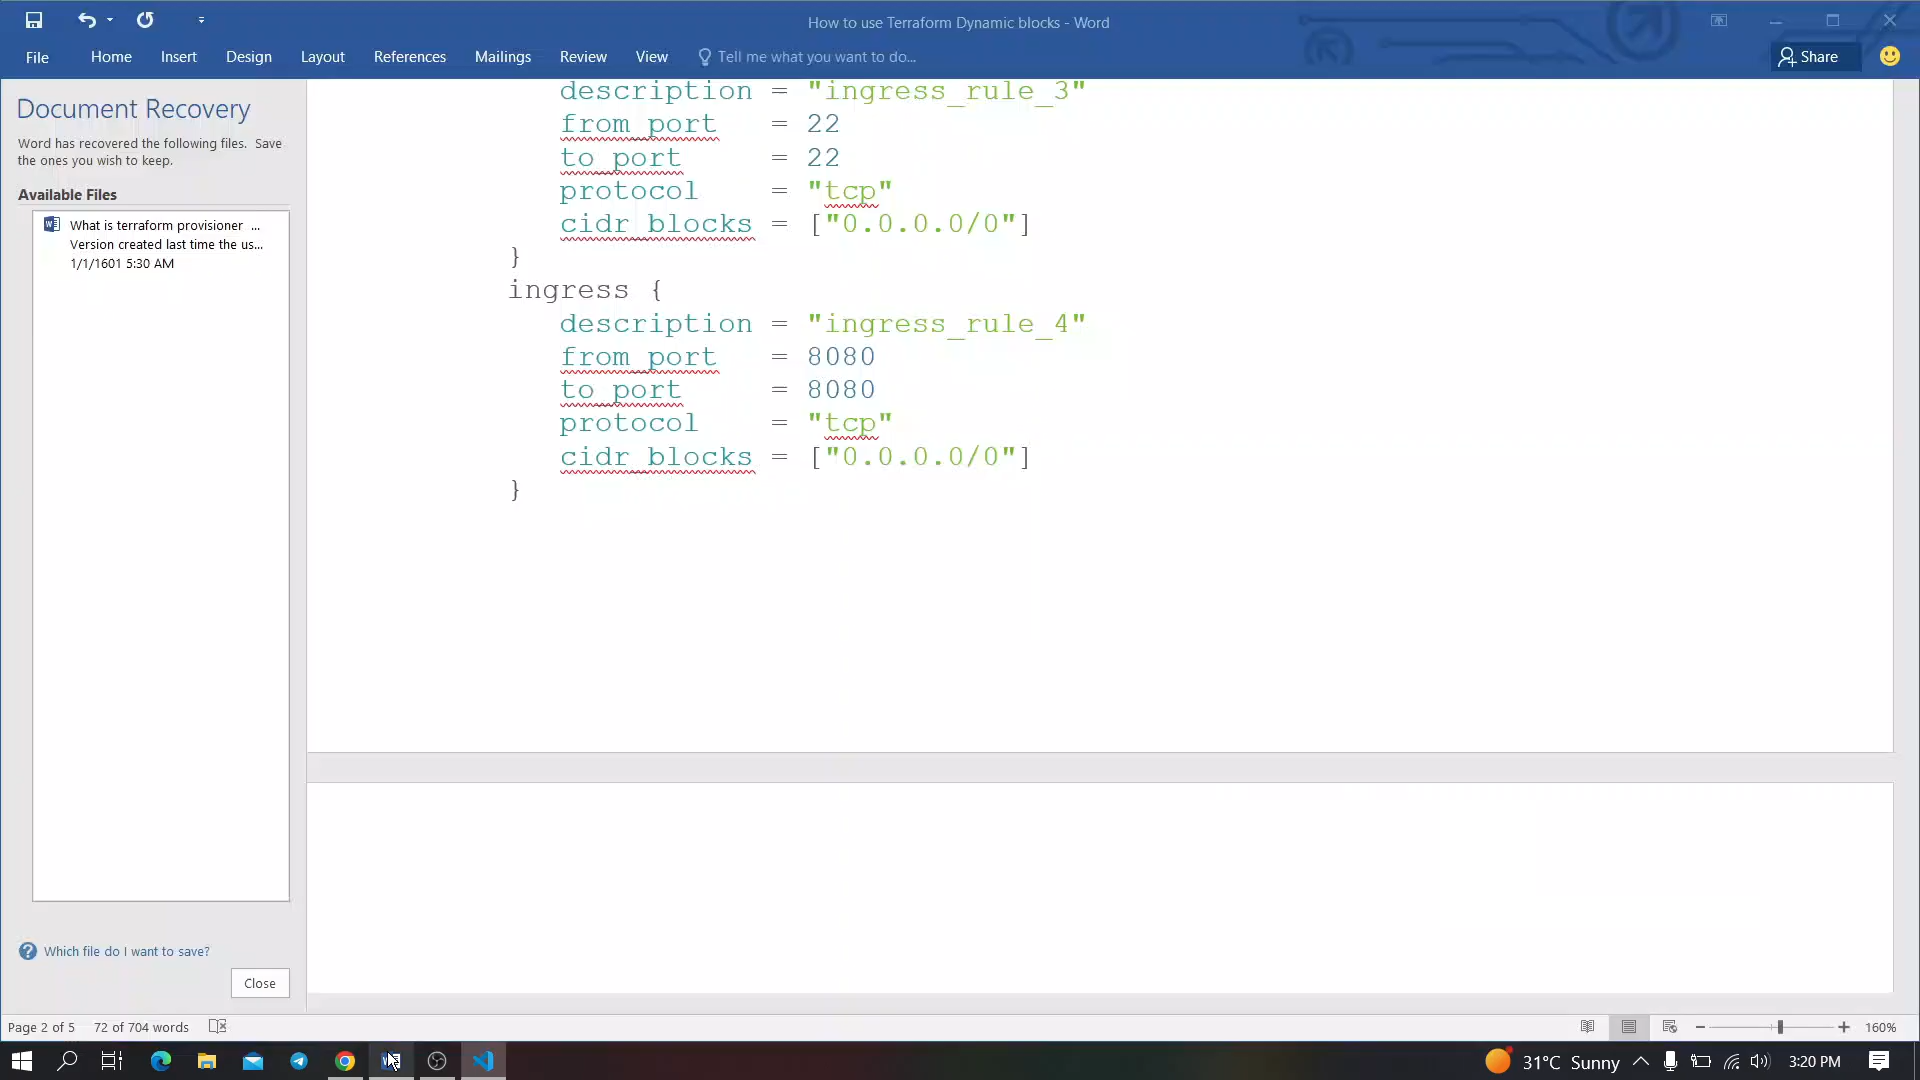 How to use Terraform Dynamic blocks - Word
File Home Insert Design Layout References Mailings Review View Tell me what you want to do... Share
Document Recovery
Word has recovered the following files. Save
the ones you wish to keep.
Available Files
What is terraform provisioner ...
Version created last time the us...
1/1/1601 5:30 AM
Which file do I want to save?
Close
description = "ingress_rule_3"
from_port = 22
to_port = 22
protocol = "tcp"
cidr_blocks = ["0.0.0.0/0"]
}
ingress {
description = "ingress_rule_4"
from_port = 8080
to_port = 8080
protocol = "tcp"
cidr_blocks = ["0.0.0.0/0"]
}
Page 2 of 5 72 of 704 words 160%
31°C Sunny 3:20 PM